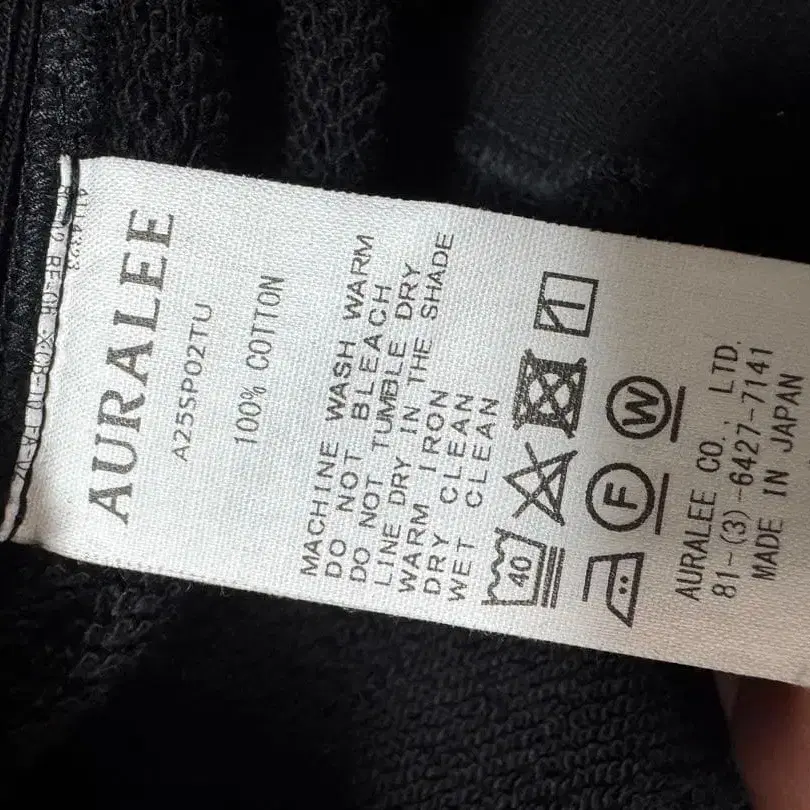 AURALEE
A25SP02TU
100% COTTON
MACHINE WASH WARM
DO NOT BLEACH
DO NOT TUMBLE DRY
LINE DRY IN THE SHADE
WARM IRON
DRY CLEAN
WET CLEAN
40
F
W
AURALEE CO., LTD.
81-(3)-6427-7141
MADE IN JAPAN